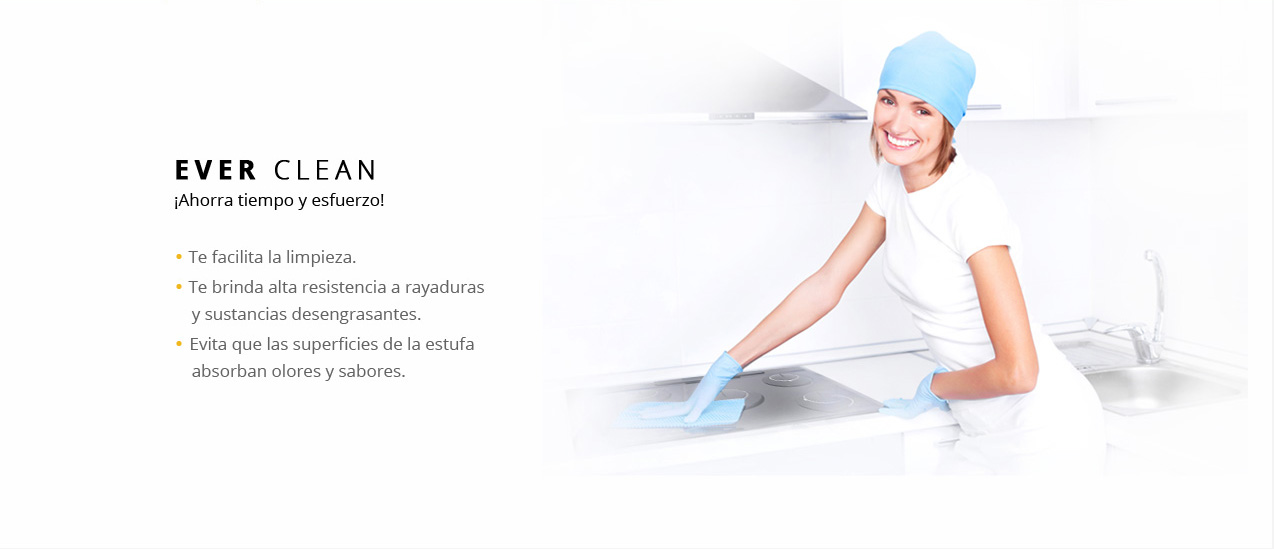 EVER CLEAN
¡Ahorra tiempo y esfuerzo!
• Te facilita la limpieza.
• Te brinda alta resistencia a rayaduras
y sustancias desengrasantes.
• Evita que las superficies de la estufa
absorban olores y sabores.